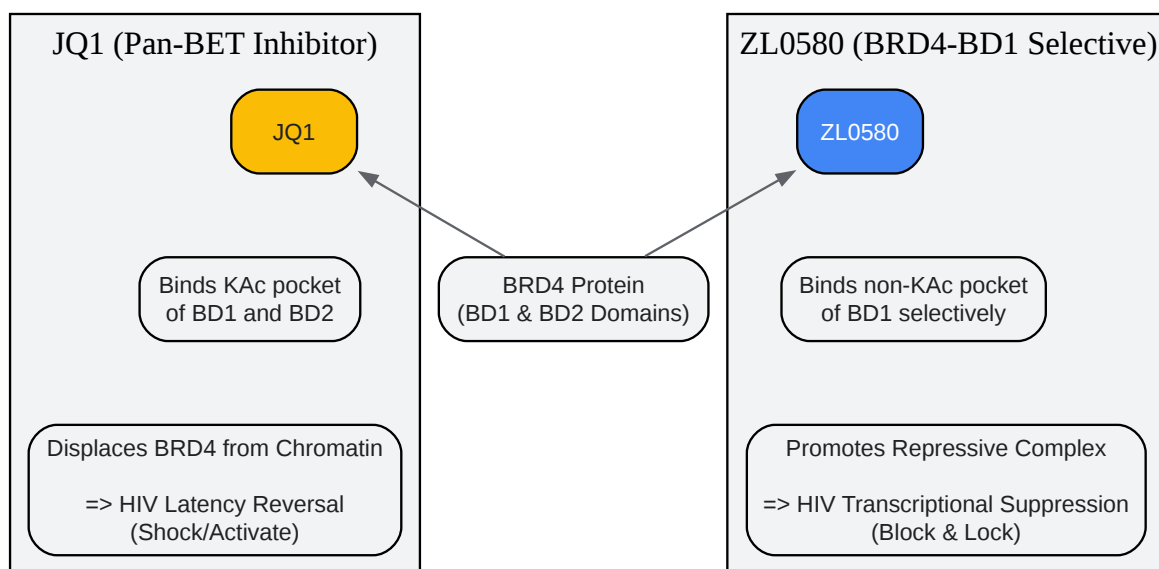 JQ1 (Pan-BET Inhibitor)
JQ1
Binds KAc pocket
of BD1 and BD2
Displaces BRD4 from Chromatin
=> HIV Latency Reversal
(Shock/Activate)
BRD4 Protein
(BD1 & BD2 Domains)
ZL0580 (BRD4-BD1 Selective)
ZL0580
Binds non-KAc pocket
of BD1 selectively
Promotes Repressive Complex
=> HIV Transcriptional Suppression
(Block & Lock)